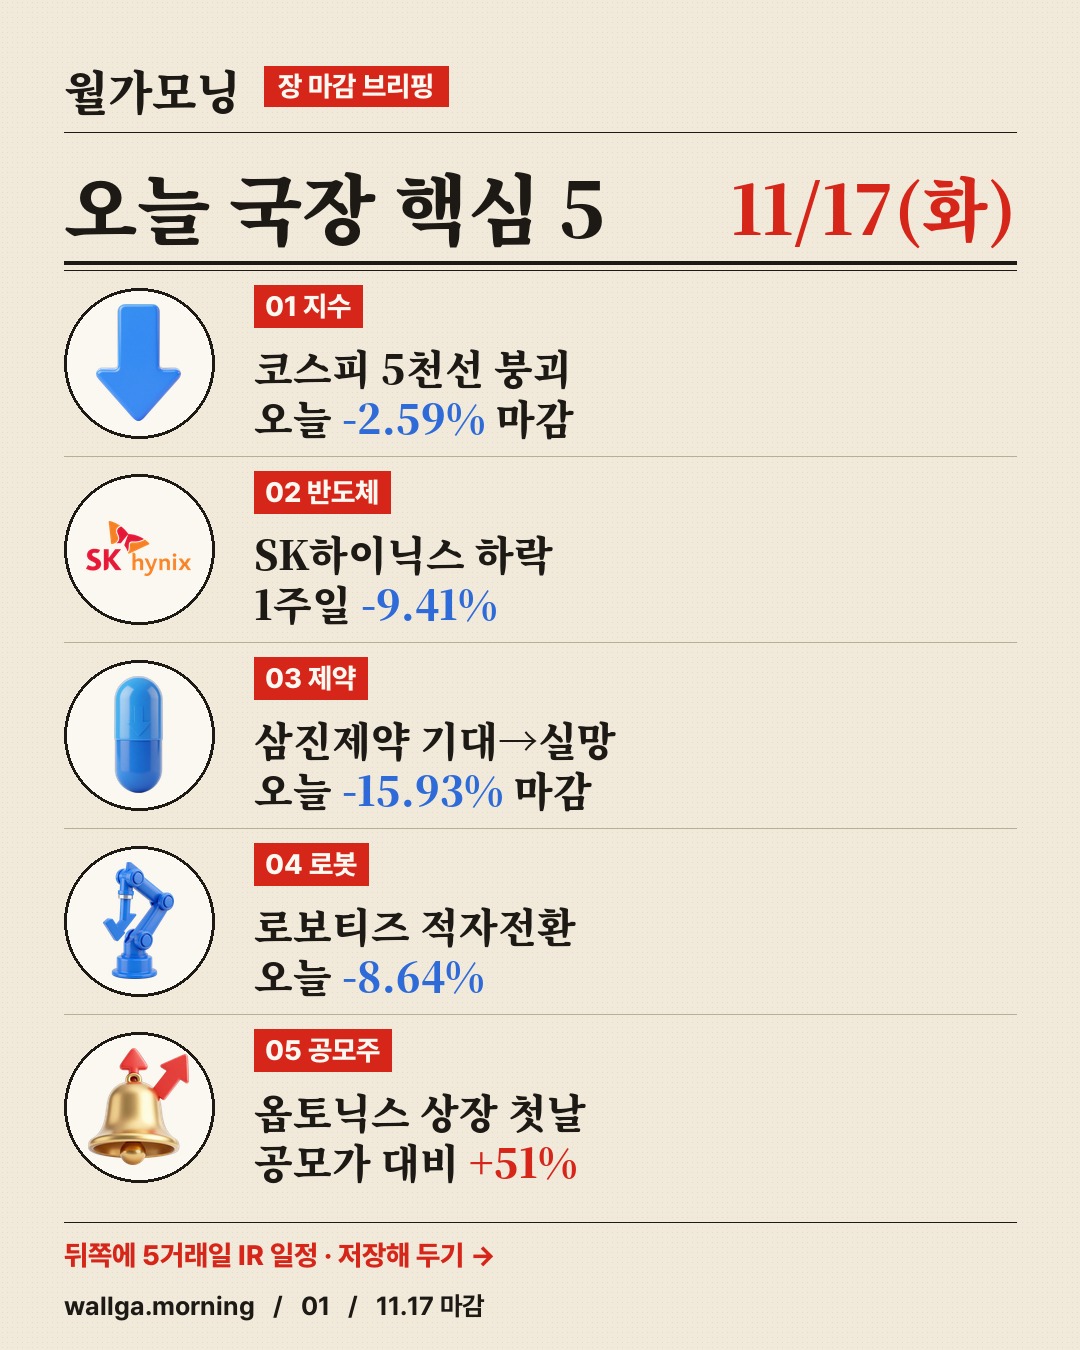 월가모닝 장 마감 브리핑
오늘 국장 핵심 5 11/17(화)
01 지수
코스피 5천선 붕괴
오늘 -2.59% 마감
SK hynix
02 반도체
SK하이닉스 하락
1주일 -9.41%
03 제약
삼진제약 기대→실망
오늘 -15.93% 마감
04 로봇
로보티즈 적자전환
오늘 -8.64%
05 공모주
옵토닉스 상장 첫날
공모가 대비 +51%
뒤쪽에 5거래일 IR 일정 · 저장해 두기 →
wallga.morning / 01 / 11.17 마감